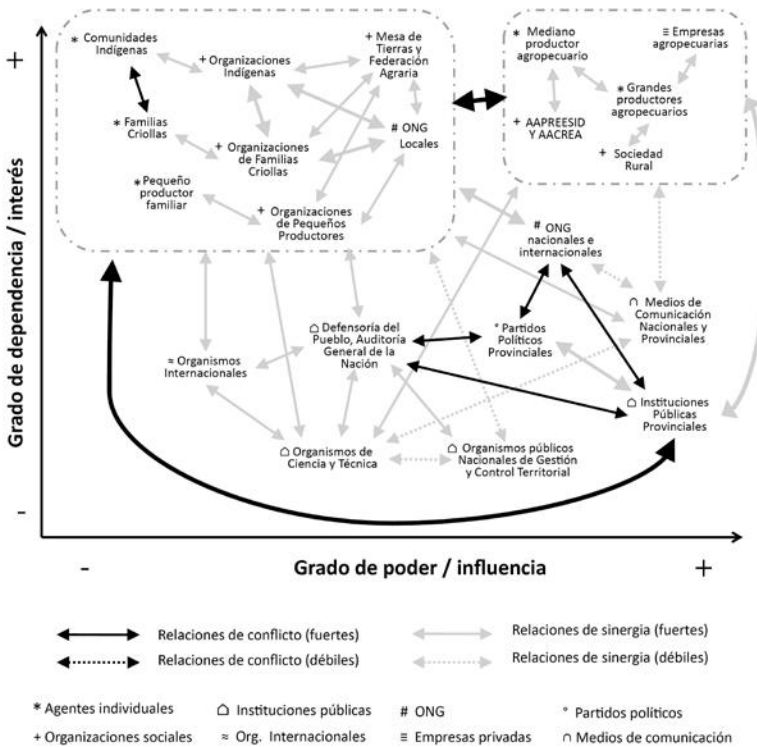 Grado de dependencia / interés
+
-
* Comunidades
Indígenas
+ Organizaciones
Indígenas
+ Mesa de
Tierras y
Federación
Agraria
* Familias
Criollas
+ Organizaciones
de Familias
Criollas
# ONG
Locales
* Pequeño
productor
familiar
+ Organizaciones
de Pequeños
Productores
* Mediano
productor
agropecuario
≡ Empresas
agropecuarias
* Grandes
productores
agropecuarios
+ AAPREESID
Y AACREA
+ Sociedad
Rural
# ONG
nacionales e
internacionales
∩ Medios de
Comunicación
Nacionales y
Provinciales
⌂ Defensoría del
Pueblo, Auditoría
General de la
Nación
° Partidos
Políticos
Provinciales
≈ Organismos
Internacionales
⌂ Instituciones
Públicas
Provinciales
⌂ Organismos de
Ciencia y Técnica
⌂ Organismos públicos
Nacionales de Gestión
y Control Territorial
- Grado de poder / influencia +
Relaciones de conflicto (fuertes)
Relaciones de sinergia (fuertes)
Relaciones de conflicto (débiles)
Relaciones de sinergia (débiles)
* Agentes individuales
⌂ Instituciones públicas
# ONG
° Partidos políticos
+ Organizaciones sociales
≈ Org. Internacionales
≡ Empresas privadas
∩ Medios de comunicación